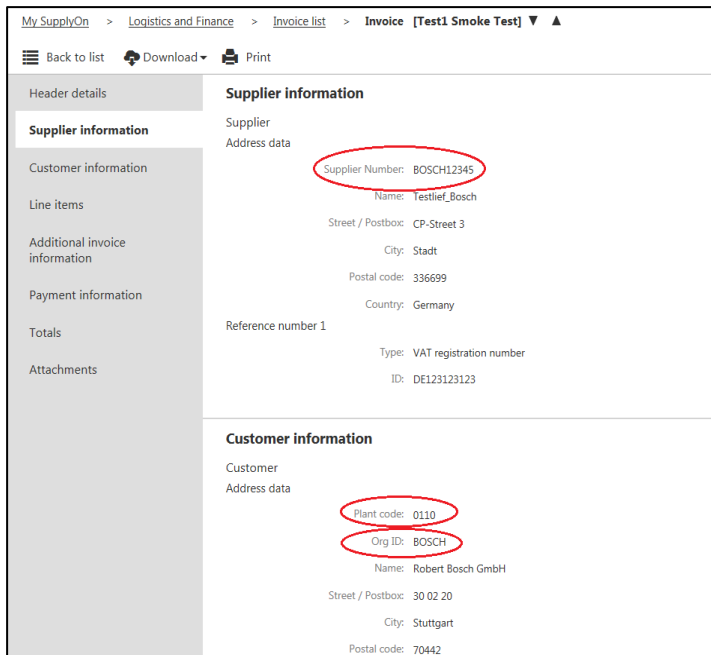 My SupplyOn > Logistics and Finance > Invoice list > Invoice [Test1 Smoke Test] ▼ ▲
Back to list Download Print
Header details
Supplier information
Customer information
Line items
Additional invoice
information
Payment information
Totals
Attachments
Supplier information
Supplier
Address data
Supplier Number: BOSCH12345
Name: Testlief_Bosch
Street / Postbox: CP-Street 3
City: Stadt
Postal code: 336699
Country: Germany
Reference number 1
Type: VAT registration number
ID: DE123123123
Customer information
Customer
Address data
Plant code: 0110
Org ID: BOSCH
Name: Robert Bosch GmbH
Street / Postbox: 30 02 20
City: Stuttgart
Postal code: 70442